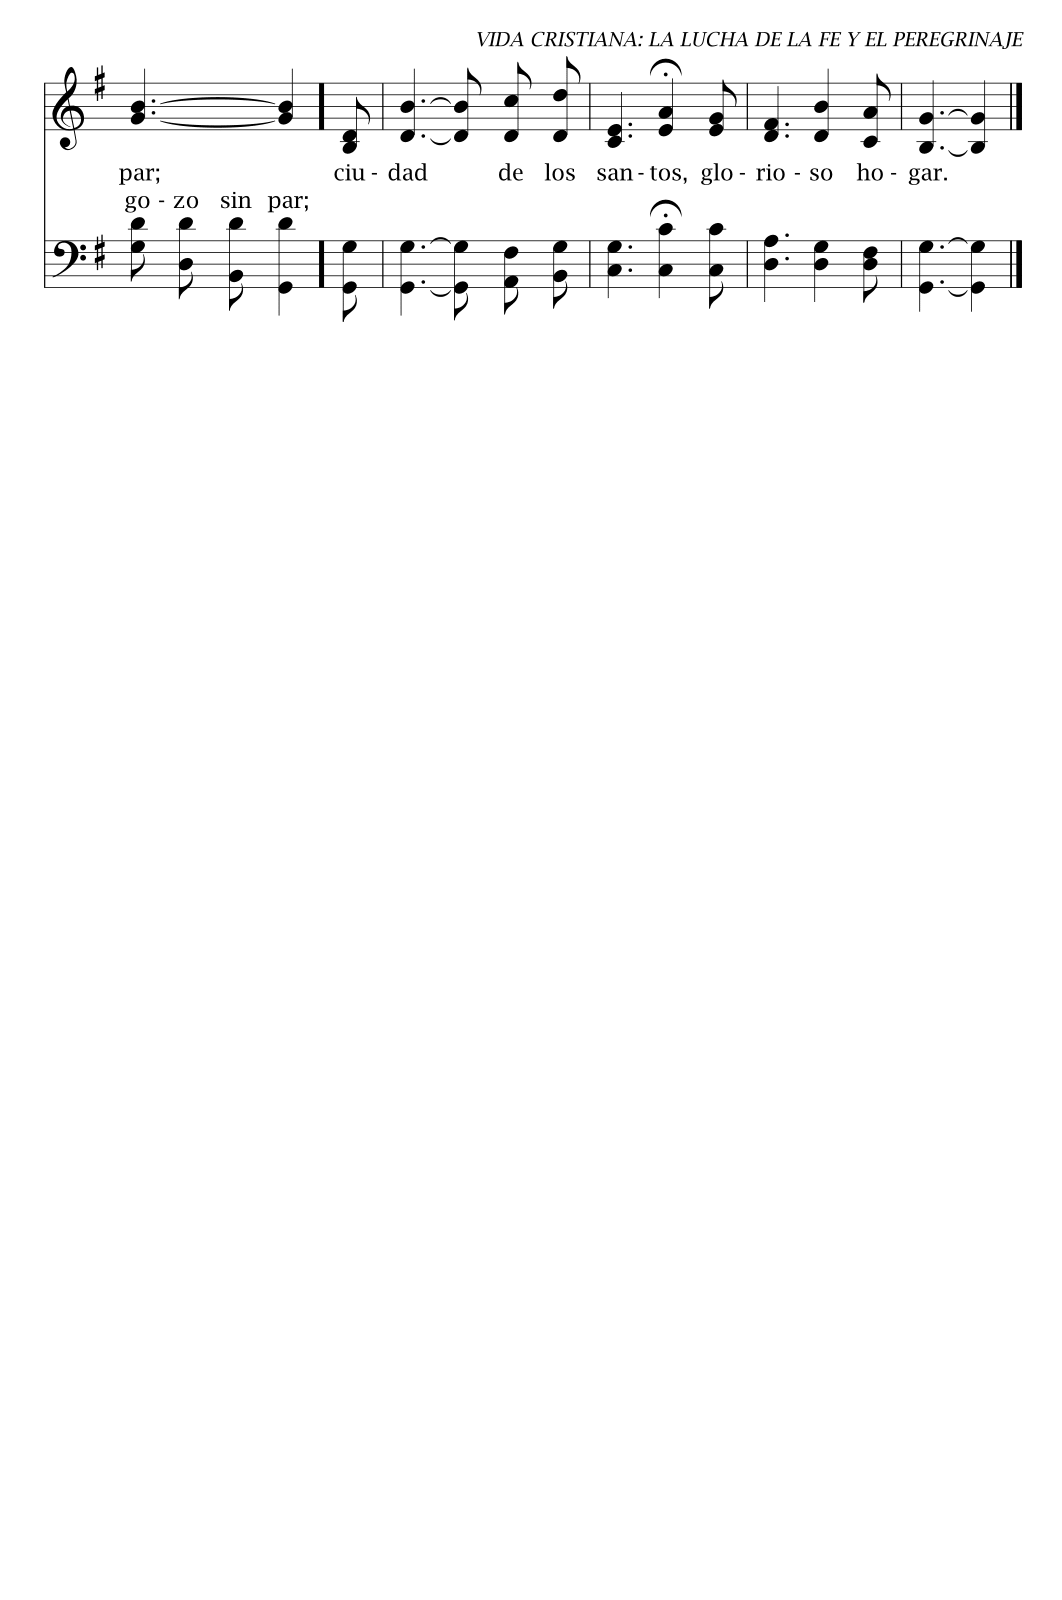 VIDA CRISTIANA: LA LUCHA DE LA FE Y EL PEREGRINAJE
par; ciu - dad de los san - tos, glo - rio - so ho - gar.
go - zo sin par;